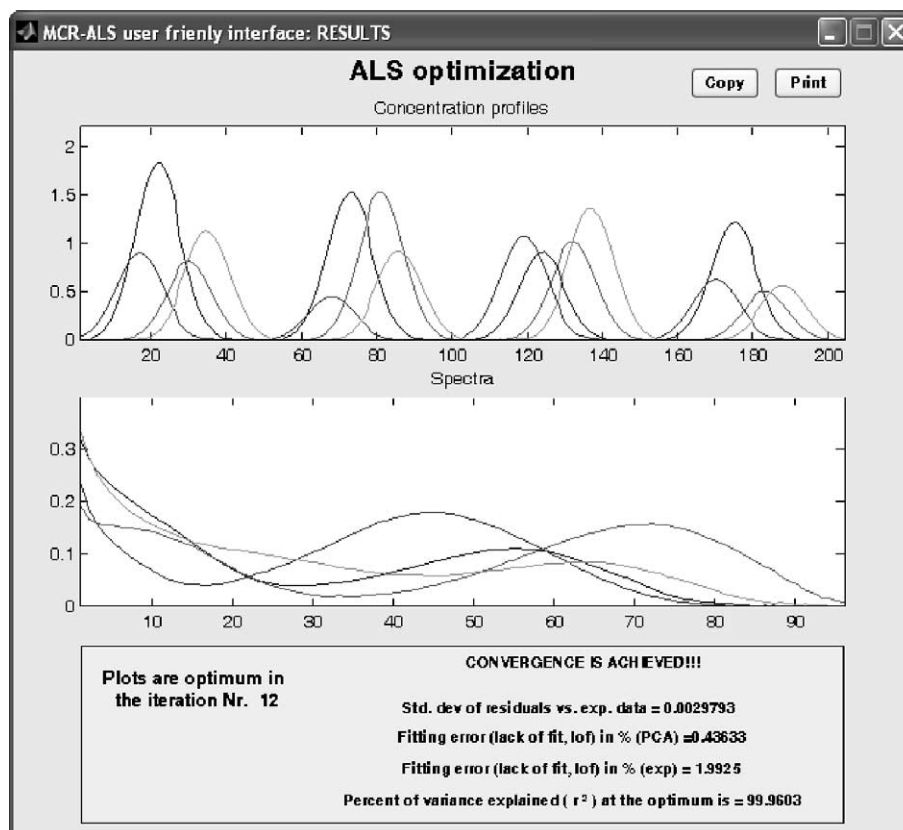 MCR-ALS user frienly interface: RESULTS
ALS optimization
Copy
Print
Concentration profiles
2
1.5
1
0.5
0
20 40 60 80 100 120 140 160 180 200
Spectra
0.3
0.2
0.1
0
10 20 30 40 50 60 70 80 90
Plots are optimum in
the iteration Nr. 12
CONVERGENCE IS ACHIEVED!!!
Std. dev of residuals vs. exp. data = 0.0029793
Fitting error (lack of fit, lof) in % (PCA) =0.43633
Fitting error (lack of fit, lof) in % (exp) = 1.9925
Percent of variance explained ( r² ) at the optimum is = 99.9603